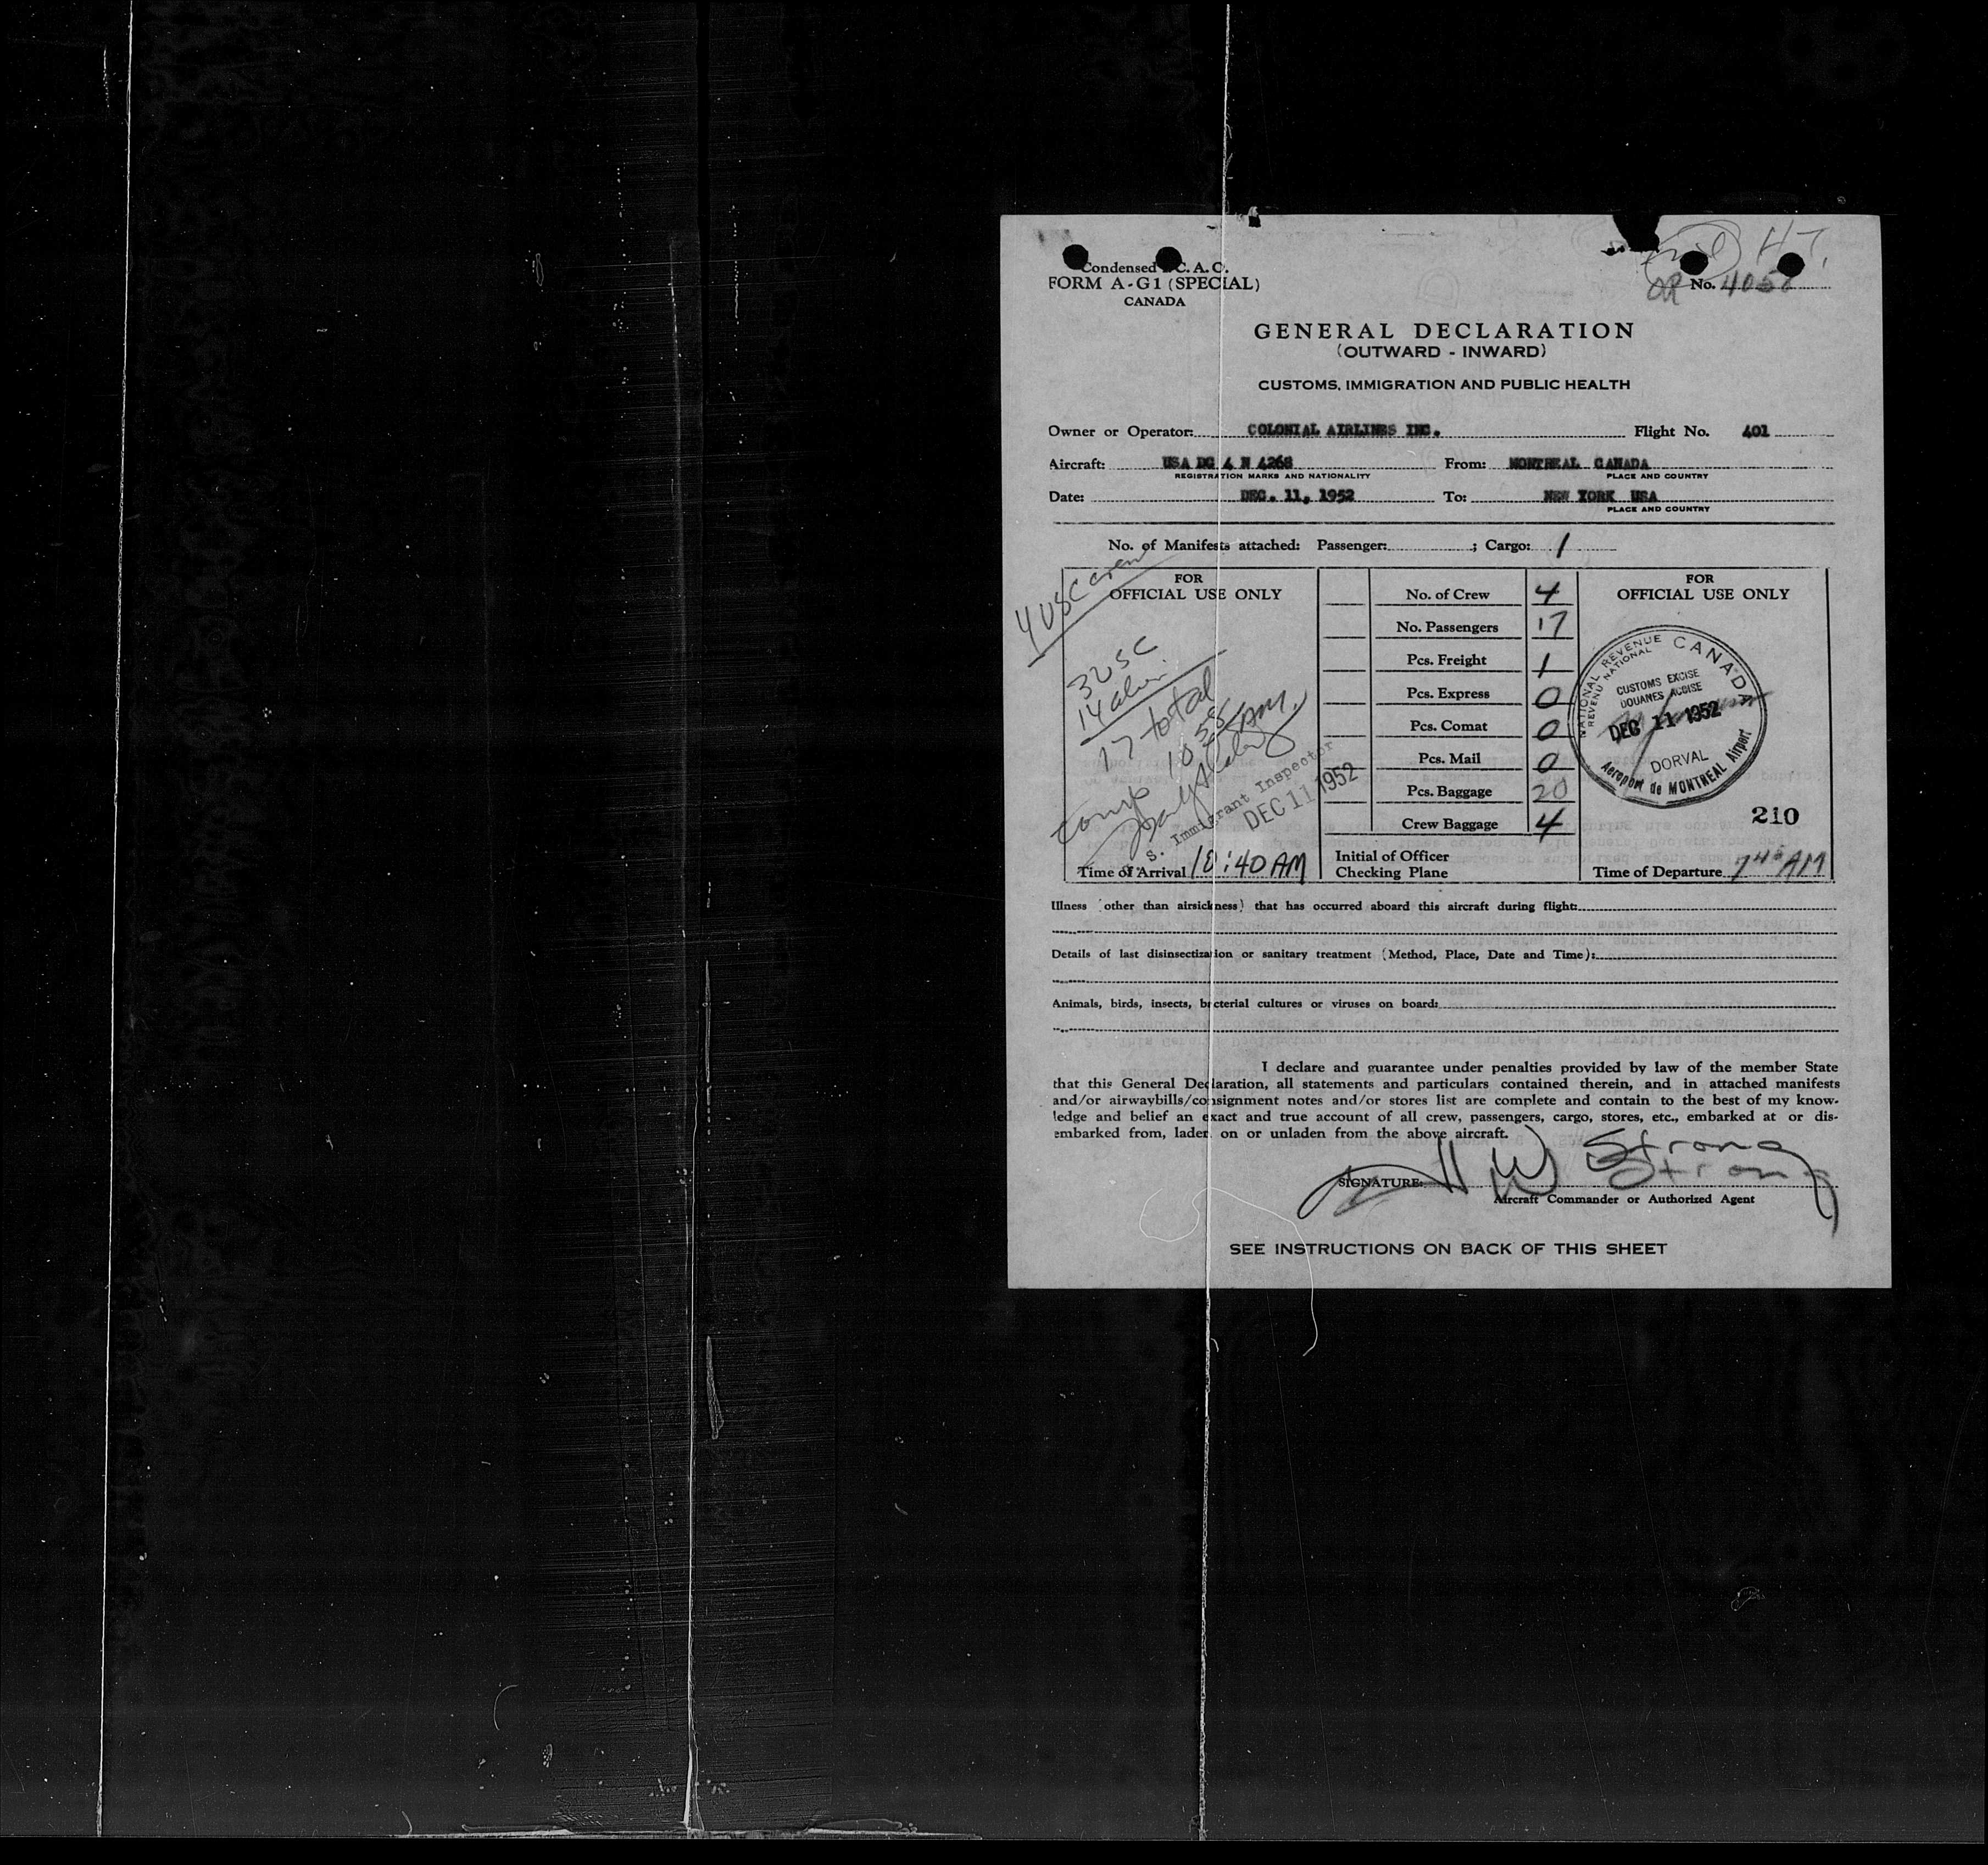 Condensed I.C.A.O.
FORM A-G1 (SPECIAL)
CANADA
47
No. 4058
GENERAL DECLARATION
(OUTWARD - INWARD)
CUSTOMS, IMMIGRATION AND PUBLIC HEALTH
Owner or Operator: COLONIAL AIRLINES INC. Flight No. 401
Aircraft: USA DC 4 N 4268 From: MONTREAL CANADA
REGISTRATION MARKS AND NATIONALITY PLACE AND COUNTRY
Date: DEC. 11, 1952 To: NEW YORK USA
PLACE AND COUNTRY
No. of Manifests attached: Passenger: ; Cargo: 1
FOR
OFFICIAL USE ONLY
4 USC crew
3 USC
14 alien
17 total
Comp 10 58 AM.
S. Immigrant Inspector
DEC 11 1952
Time of Arrival 10:40 AM
No. of Crew 4
No. Passengers 17
Pcs. Freight 1
Pcs. Express 0
Pcs. Comat 0
Pcs. Mail 0
Pcs. Baggage 20
Crew Baggage 4
Initial of Officer
Checking Plane
FOR
OFFICIAL USE ONLY
NATIONAL REVENUE CANADA
REVENU NATIONAL
CUSTOMS EXCISE
DOUANES ACCISE
DEC 11 1952
DORVAL
Aeroport de MONTREAL Airport
210
Time of Departure 7 45 AM
Illness (other than airsickness) that has occurred aboard this aircraft during flight:
Details of last disinsectization or sanitary treatment (Method, Place, Date and Time):
Animals, birds, insects, bacterial cultures or viruses on board:
I declare and guarantee under penalties provided by law of the member State
that this General Declaration, all statements and particulars contained therein, and in attached manifests
and/or airwaybills/consignment notes and/or stores list are complete and contain to the best of my know-
ledge and belief an exact and true account of all crew, passengers, cargo, stores, etc., embarked at or dis-
embarked from, laden on or unladen from the above aircraft.
SIGNATURE: H W Strong
Strong
Aircraft Commander or Authorized Agent
SEE INSTRUCTIONS ON BACK OF THIS SHEET